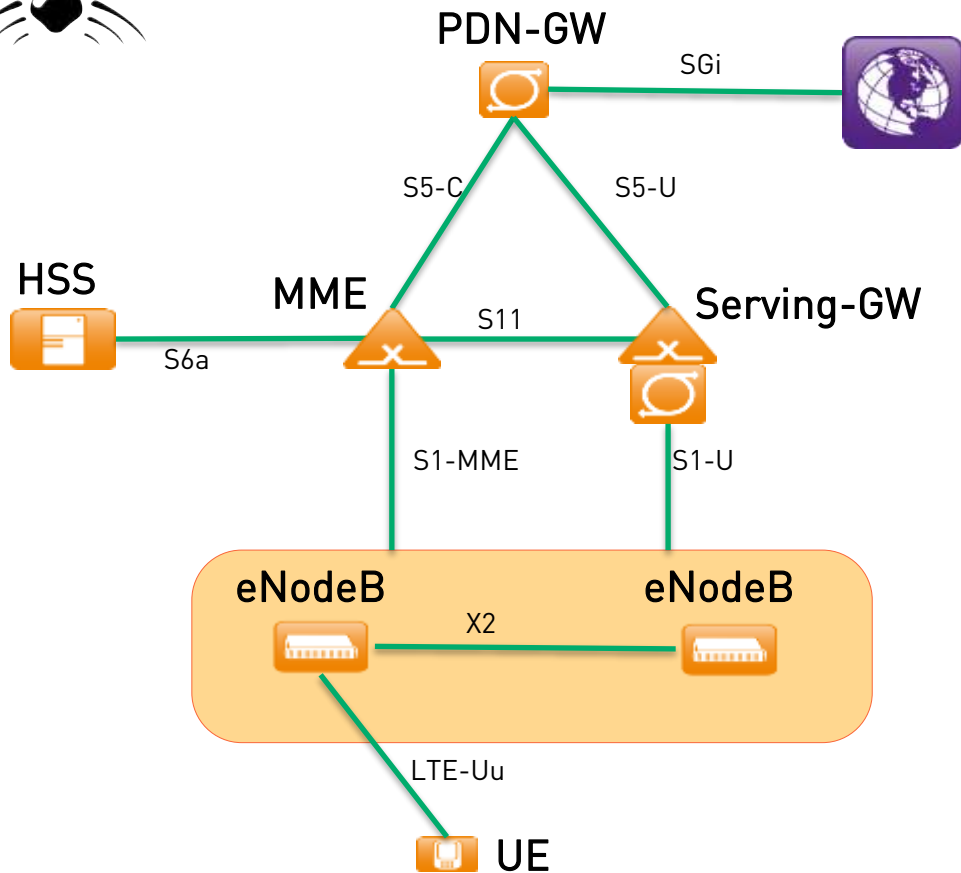 PDN-GW
SGi
S5-C
S5-U
HSS
MME
Serving-GW
S11
S6a
S1-MME
S1-U
eNodeB
eNodeB
X2
LTE-Uu
UE